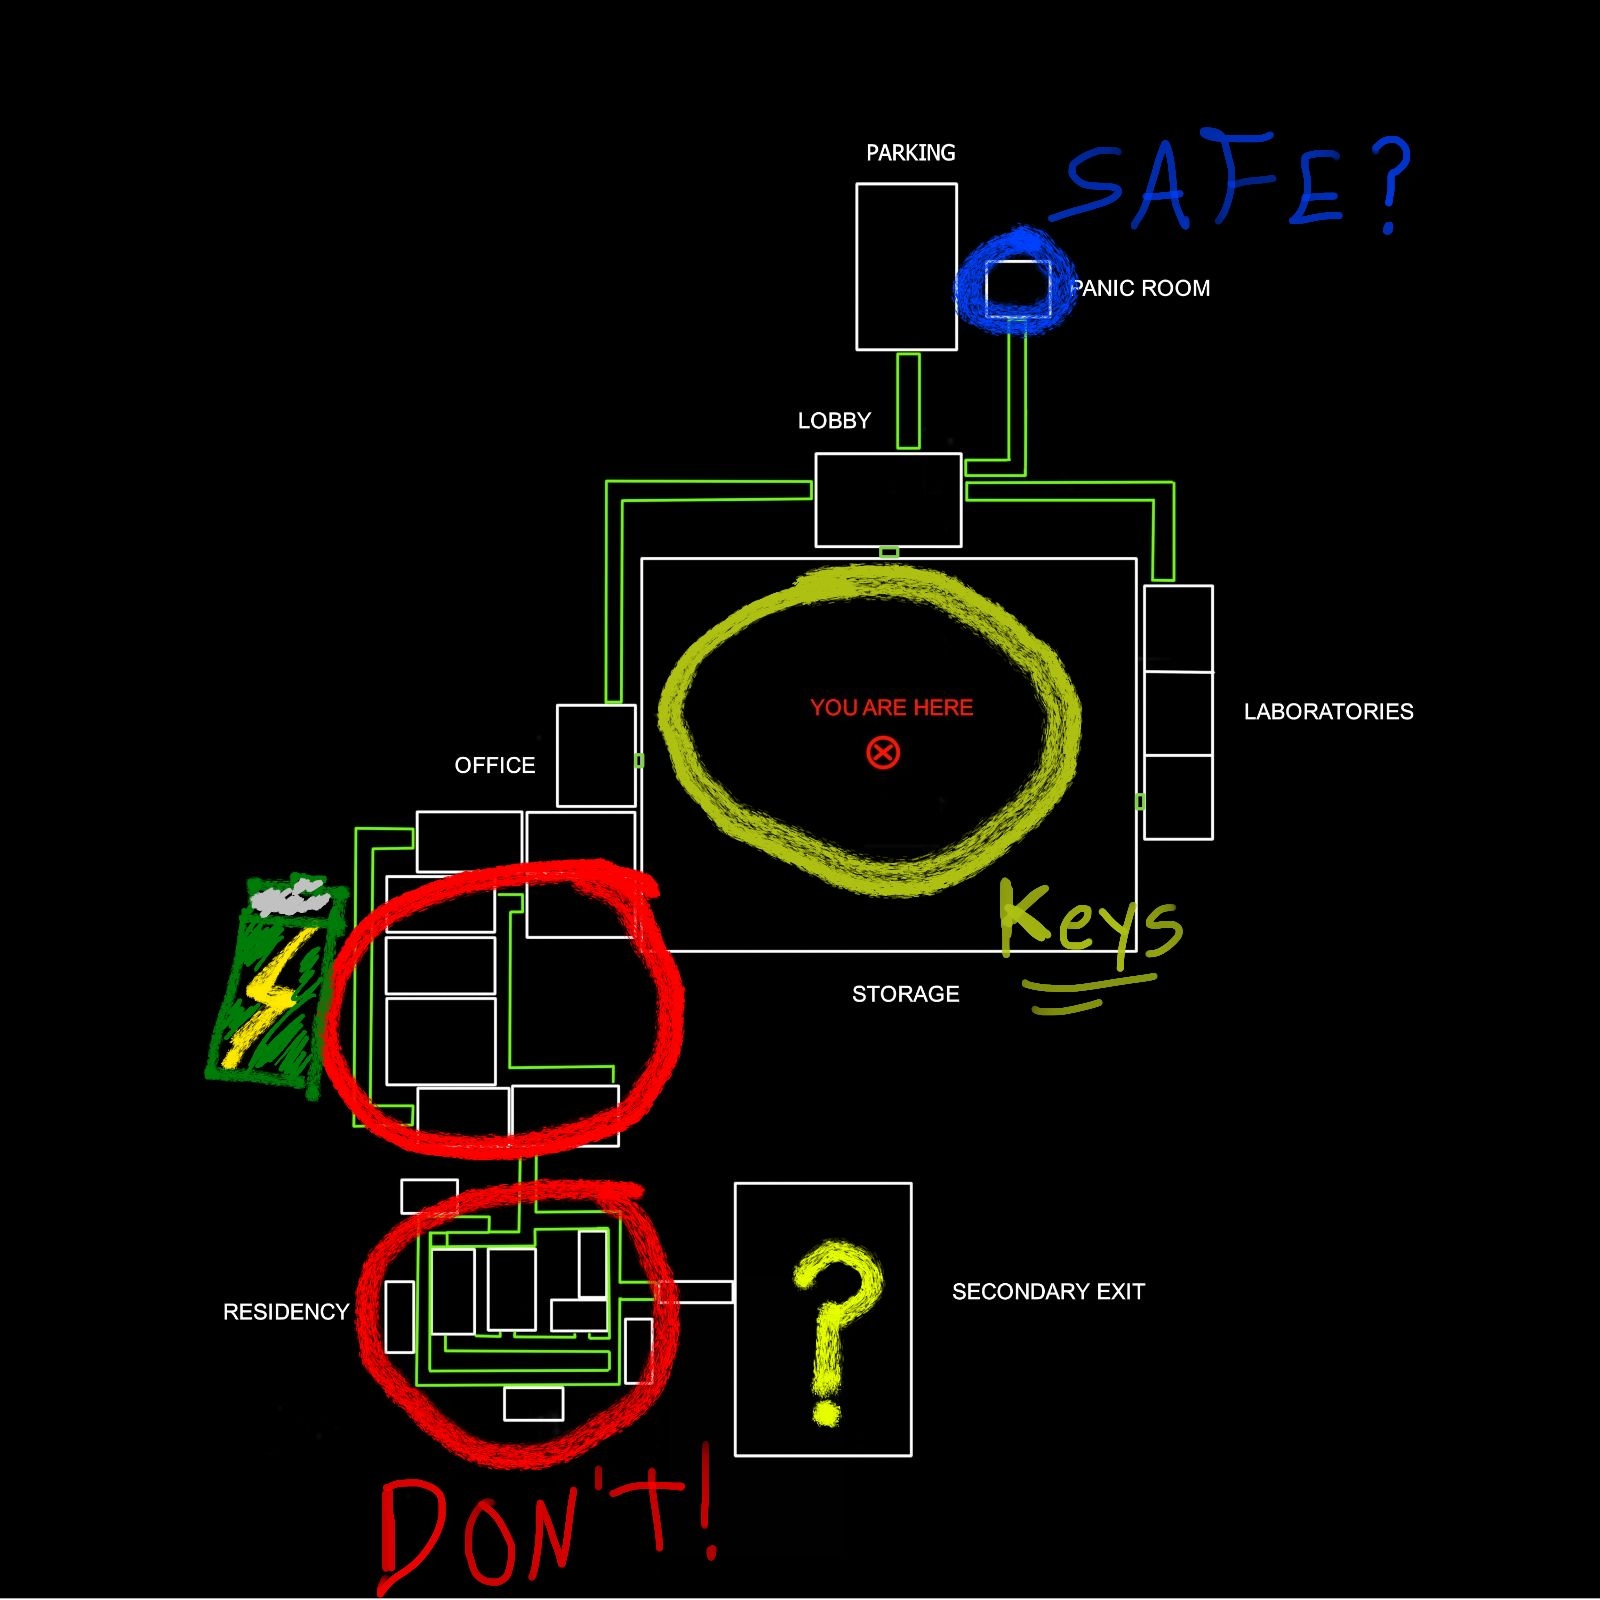 SAFE?
PARKING
PANIC ROOM
LOBBY
YOU ARE HERE
LABORATORIES
OFFICE
Keys
STORAGE
SECONDARY EXIT
?
RESIDENCY
DON'T!